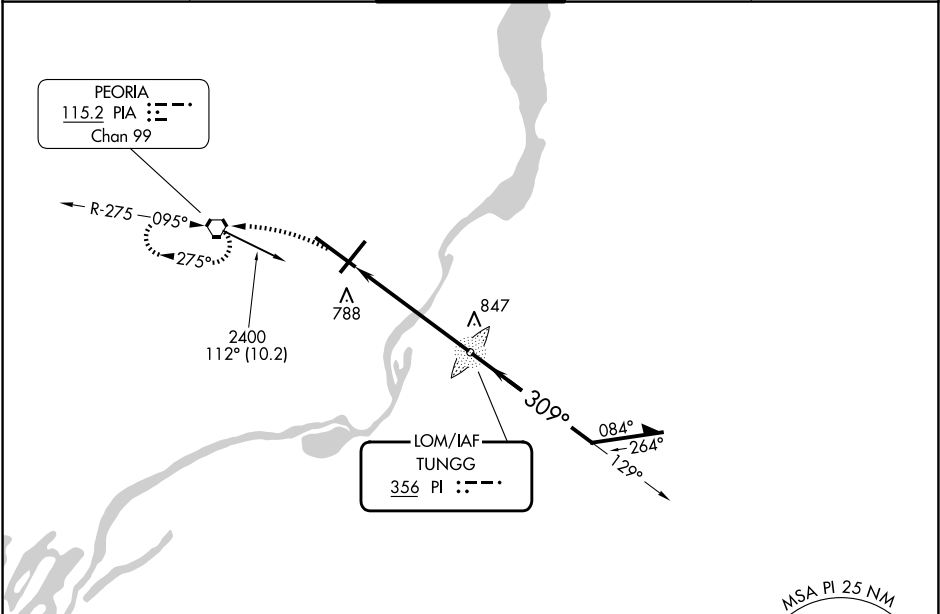 PEORIA
115.2 PIA
Chan 99
R-275
095°
275°
2400
112° (10.2)
788
847
309°
084°
264°
129°
LOM/IAF
TUNGG
356 PI
MSA PI 25 NM